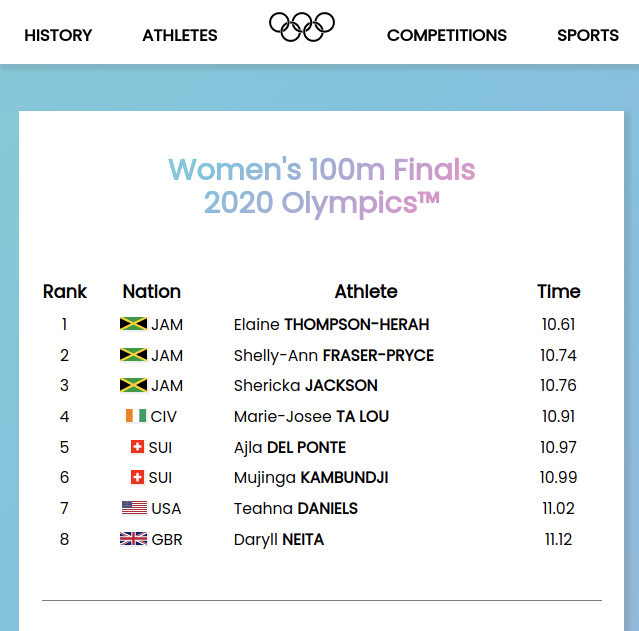 HISTORY ATHLETES COMPETITIONS SPORTS
Women's 100m Finals
2020 Olympics™
Rank Nation Athlete Time
1 JAM Elaine THOMPSON-HERAH 10.61
2 JAM Shelly-Ann FRASER-PRYCE 10.74
3 JAM Shericka JACKSON 10.76
4 CIV Marie-Josee TA LOU 10.91
5 SUI Ajla DEL PONTE 10.97
6 SUI Mujinga KAMBUNDJI 10.99
7 USA Teahna DANIELS 11.02
8 GBR Daryll NEITA 11.12